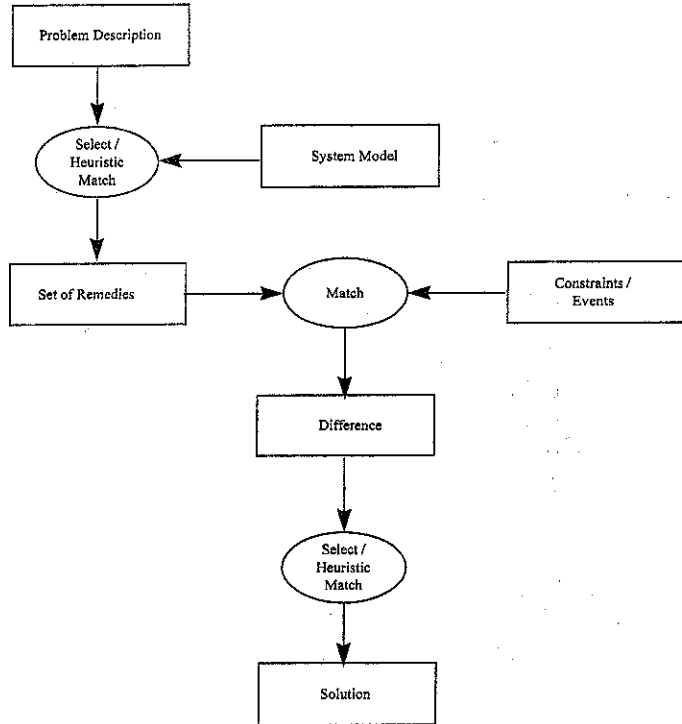 Problem Description
Select /
Heuristic
Match
System Model
Set of Remedies
Match
Constraints /
Events
Difference
Select /
Heuristic
Match
Solution